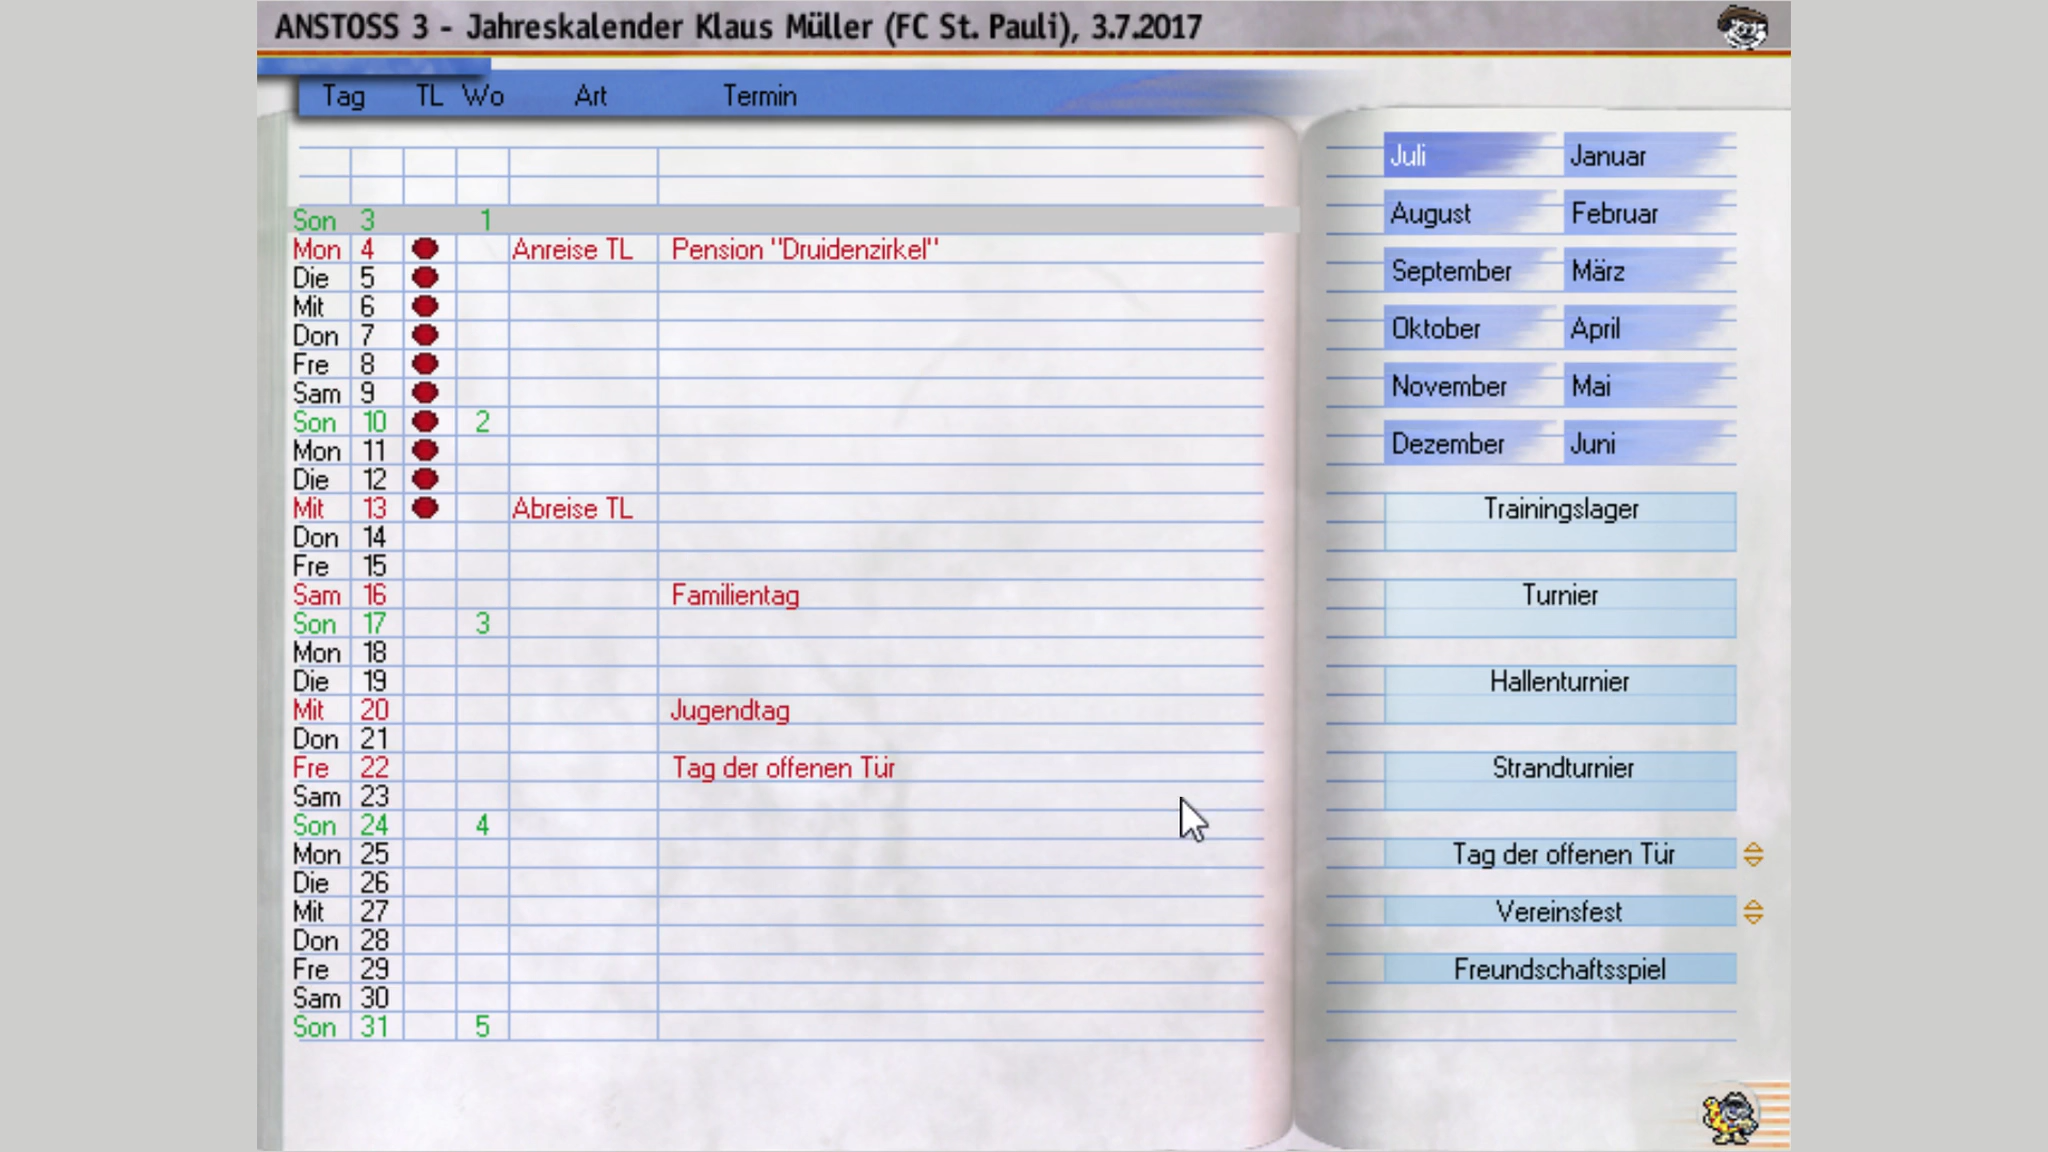 ANSTOSS 3 - Jahreskalender Klaus Müller (FC St. Pauli), 3.7.2017
Tag TL Wo Art Termin
Son 3 1
Mon 4 Anreise TL Pension "Druidenzirkel"
Die 5
Mit 6
Don 7
Fre 8
Sam 9
Son 10 2
Mon 11
Die 12
Mit 13 Abreise TL
Don 14
Fre 15
Sam 16 Familientag
Son 17 3
Mon 18
Die 19
Mit 20 Jugendtag
Don 21
Fre 22 Tag der offenen Tür
Sam 23
Son 24 4
Mon 25
Die 26
Mit 27
Don 28
Fre 29
Sam 30
Son 31 5
Juli Januar
August Februar
September März
Oktober April
November Mai
Dezember Juni
Trainingslager
Turnier
Hallenturnier
Strandturnier
Tag der offenen Tür
Vereinsfest
Freundschaftsspiel